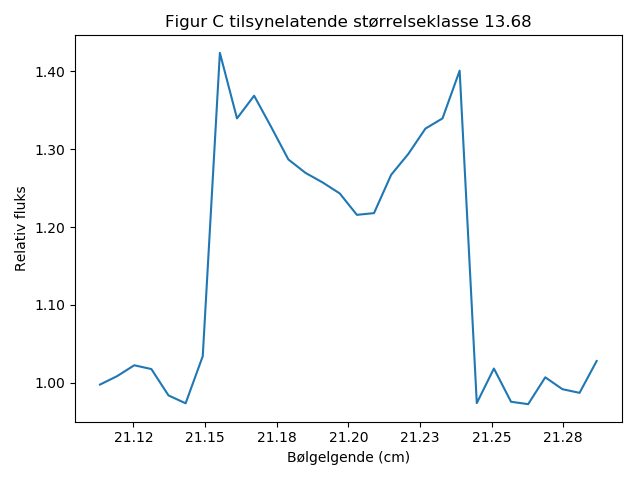 Figur C tilsynelatende størrelseklasse 13.68
1.40
1.30
1.20
1.10
1.00
Relativ fluks
21.12 21.15 21.18 21.20 21.23 21.25 21.28
Bølgelgende (cm)